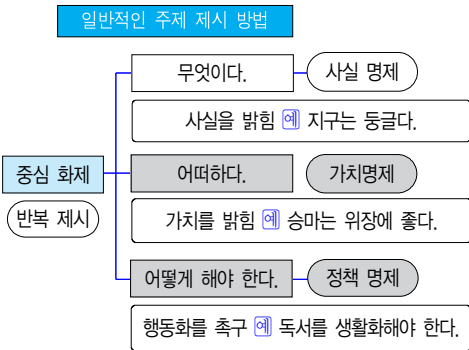 일반적인 주제 제시 방법
무엇이다.
사실 명제
사실을 밝힘 예 지구는 둥글다.
중심 화제
어떠하다.
가치명제
반복 제시
가치를 밝힘 예 승마는 위장에 좋다.
어떻게 해야 한다.
정책 명제
행동화를 촉구 예 독서를 생활화해야 한다.